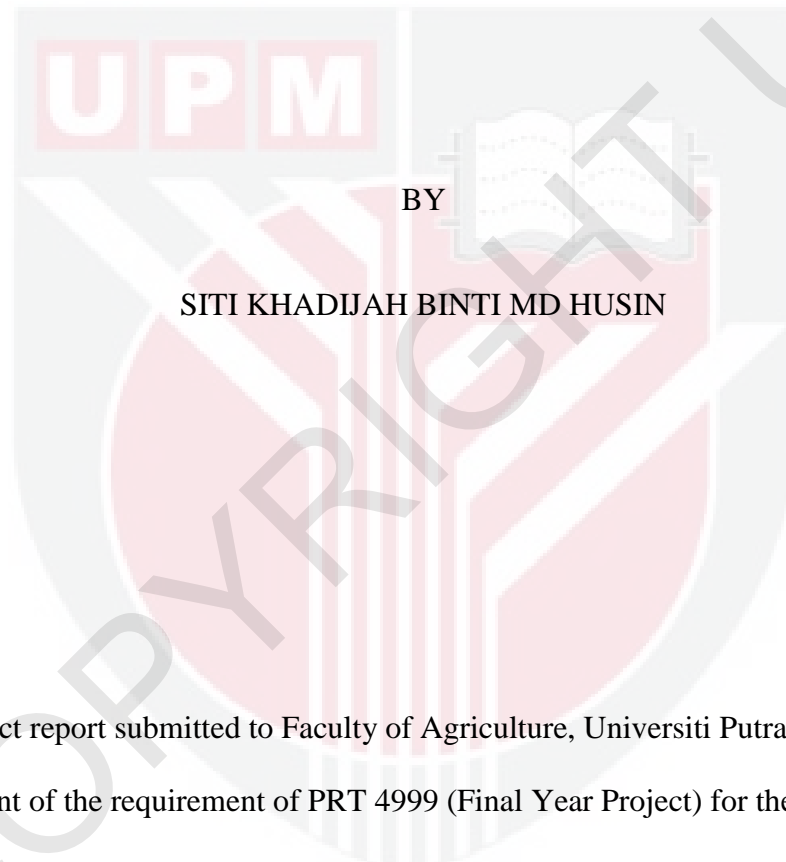 UPM
BY
SITI KHADIJAH BINTI MD HUSIN
ct report submitted to Faculty of Agriculture, Universiti Putra
nt of the requirement of PRT 4999 (Final Year Project) for the
OPYRIGHT U